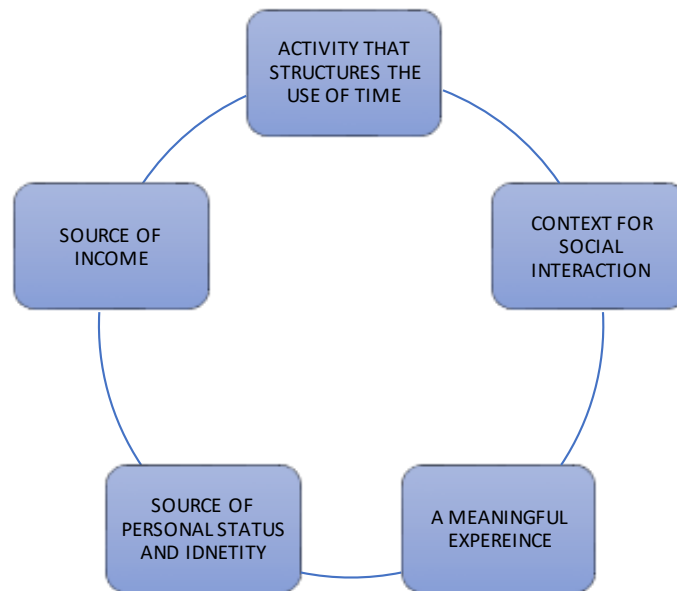 ACTIVITY THAT
STRUCTURES THE
USE OF TIME
SOURCE OF
INCOME
CONTEXT FOR
SOCIAL
INTERACTION
SOURCE OF
PERSONAL STATUS
AND IDNETITY
A MEANINGFUL
EXPEREINCE